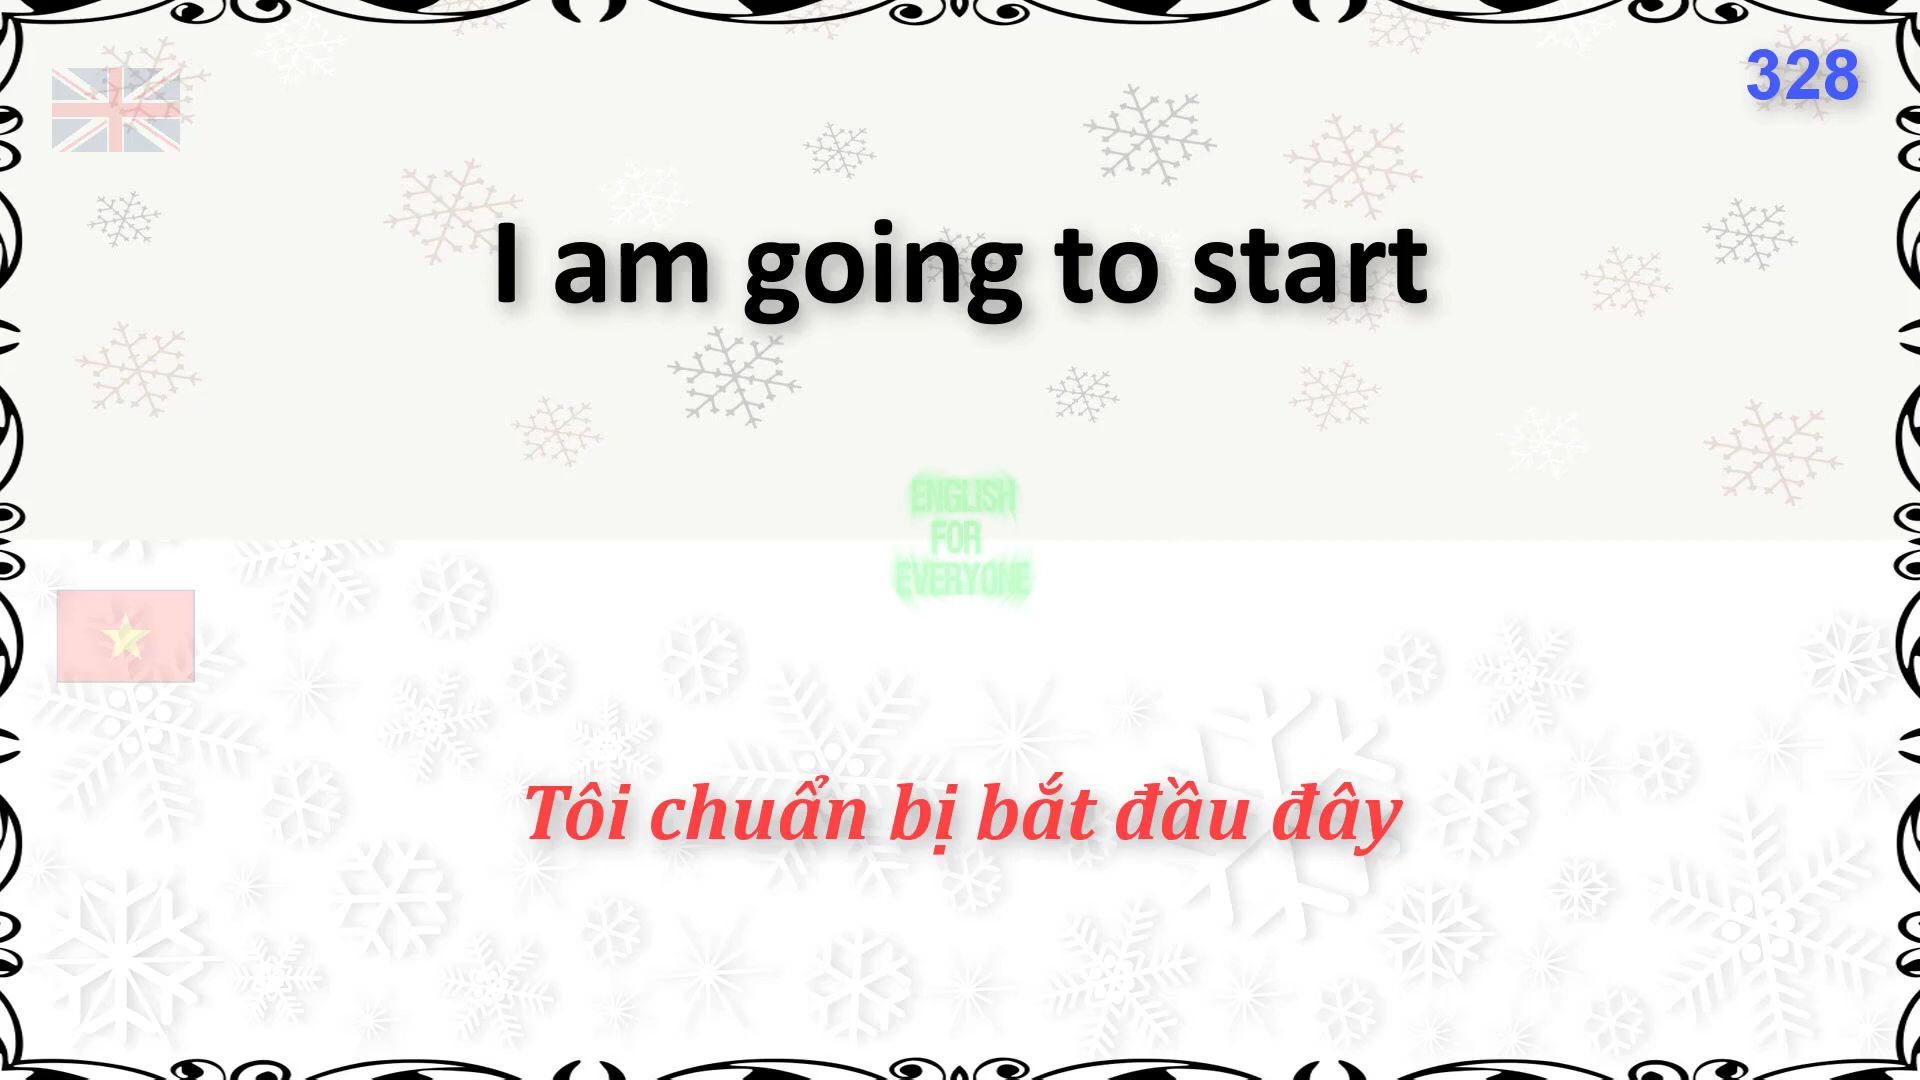 328
I am going to start
ENGLISH
FOR
EVERYONE
Tôi chuẩn bị bắt đầu đây